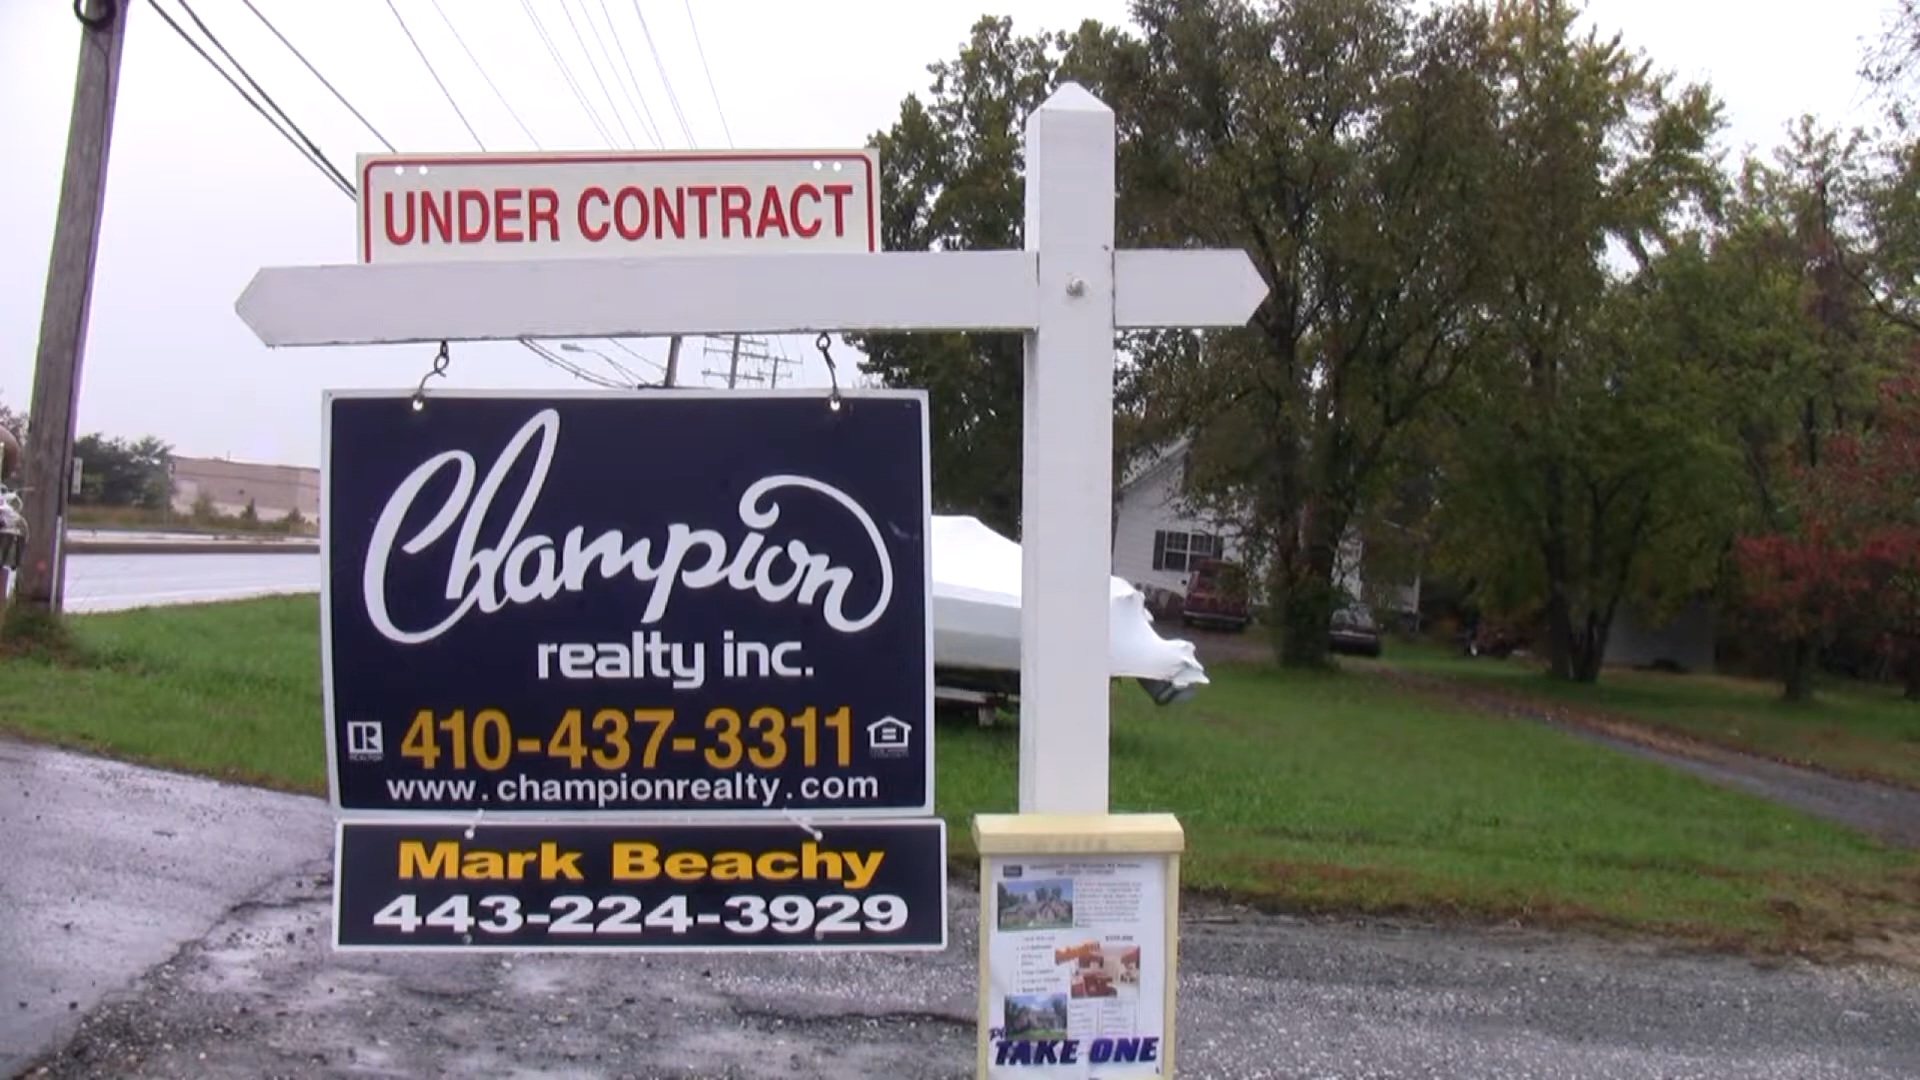 UNDER CONTRACT
Champion
realty inc.
410-437-3311
www.championrealty.com
Mark Beachy
443-224-3929
TAKE ONE